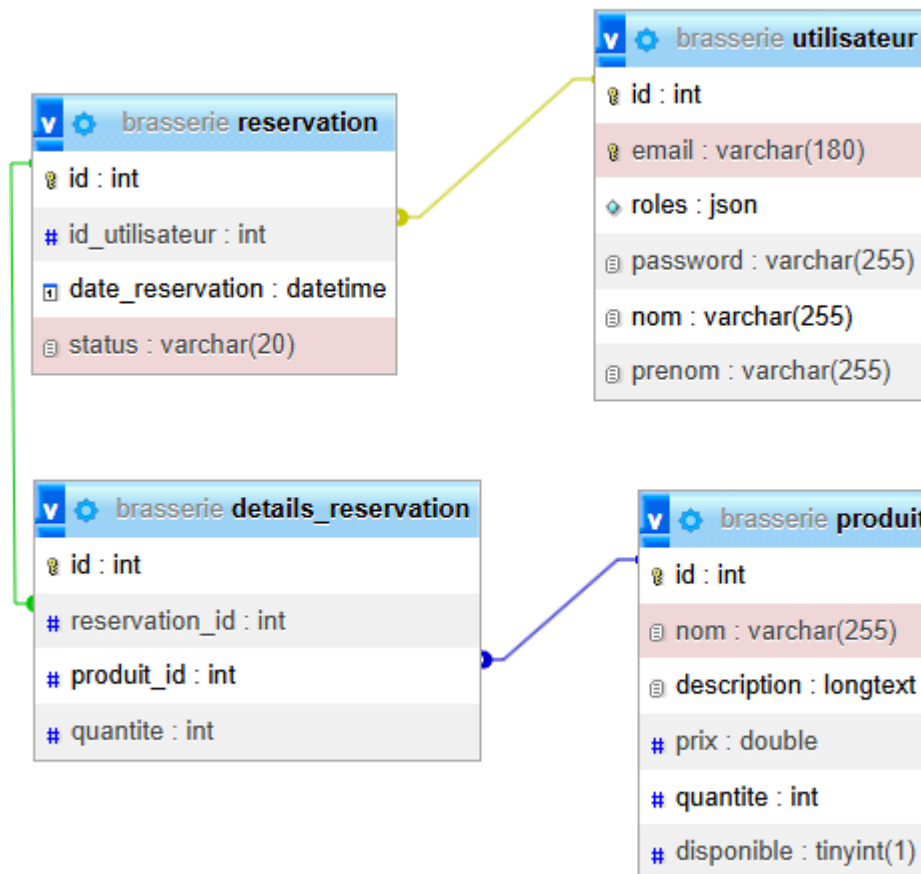 brasserie reservation
id : int
id_utilisateur : int
date_reservation : datetime
status : varchar(20)
brasserie utilisateur
id : int
email : varchar(180)
roles : json
password : varchar(255)
nom : varchar(255)
prenom : varchar(255)
brasserie details_reservation
id : int
reservation_id : int
produit_id : int
quantite : int
brasserie produit
id : int
nom : varchar(255)
description : longtext
prix : double
quantite : int
disponible : tinyint(1)